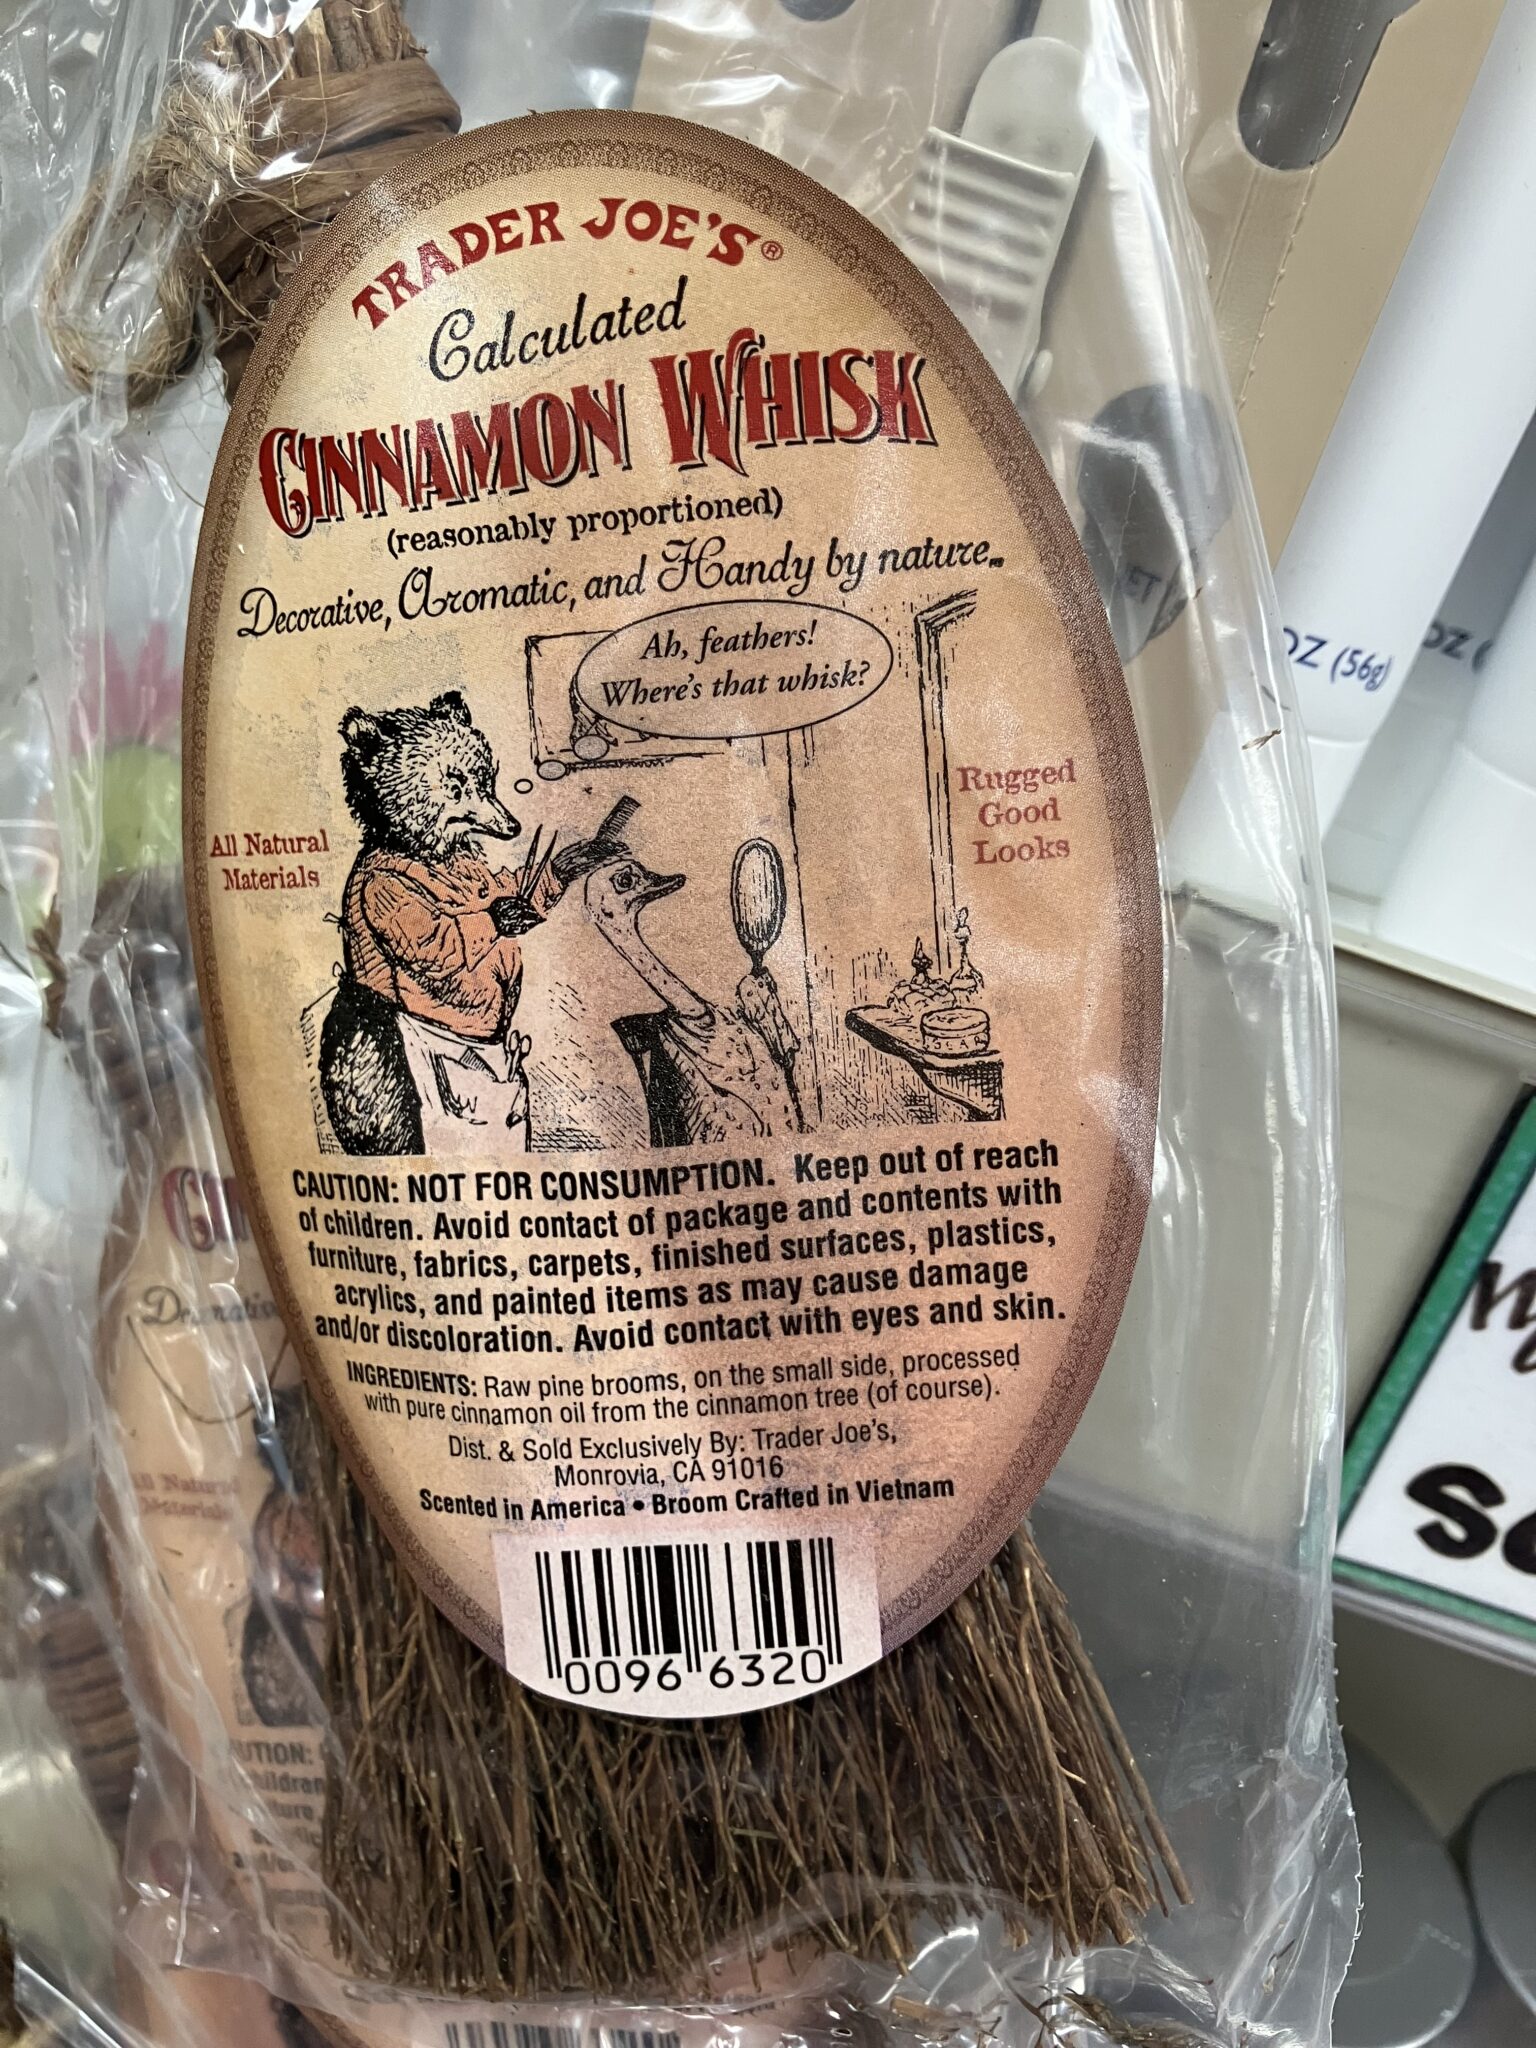 TRADER JOE'S®
Calculated
CINNAMON WHISK
(reasonably proportioned)
Decorative, Aromatic, and Handy by nature™
Ah, feathers!
Where's that whisk?
All Natural
Materials
Rugged
Good
Looks
CAUTION: NOT FOR CONSUMPTION. Keep out of reach
of children. Avoid contact of package and contents with
furniture, fabrics, carpets, finished surfaces, plastics,
acrylics, and painted items as may cause damage
and/or discoloration. Avoid contact with eyes and skin.
INGREDIENTS: Raw pine brooms, on the small side, processed
with pure cinnamon oil from the cinnamon tree (of course).
Dist. & Sold Exclusively By: Trader Joe's,
Monrovia, CA 91016
Scented in America • Broom Crafted in Vietnam
0096 6320
OZ (56g)
OZ